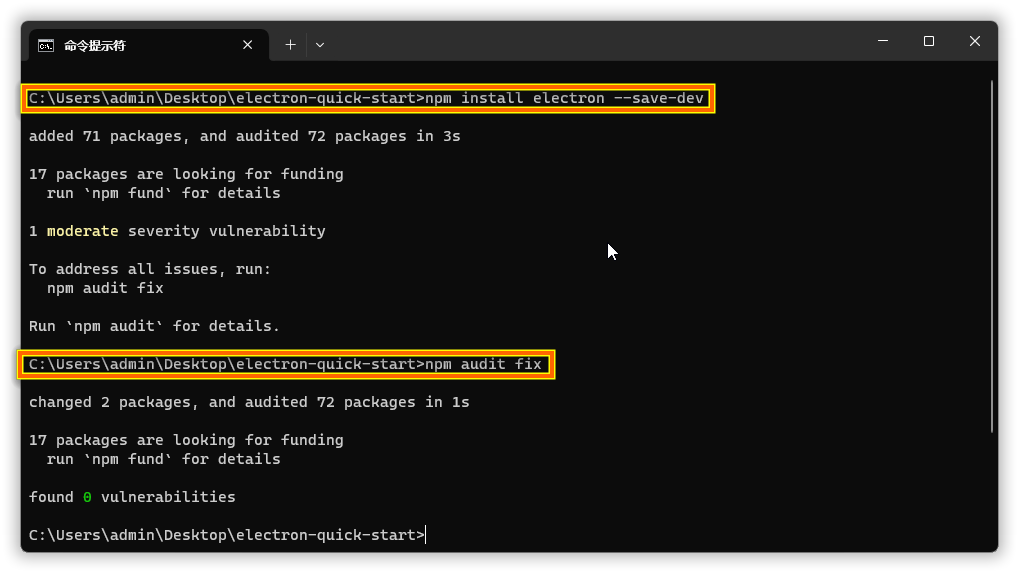 命令提示符
C:\Users\admin\Desktop\electron-quick-start>npm install electron --save-dev
added 71 packages, and audited 72 packages in 3s
17 packages are looking for funding
  run `npm fund` for details
1 moderate severity vulnerability
To address all issues, run:
  npm audit fix
Run `npm audit` for details.
C:\Users\admin\Desktop\electron-quick-start>npm audit fix
changed 2 packages, and audited 72 packages in 1s
17 packages are looking for funding
  run `npm fund` for details
found 0 vulnerabilities
C:\Users\admin\Desktop\electron-quick-start>